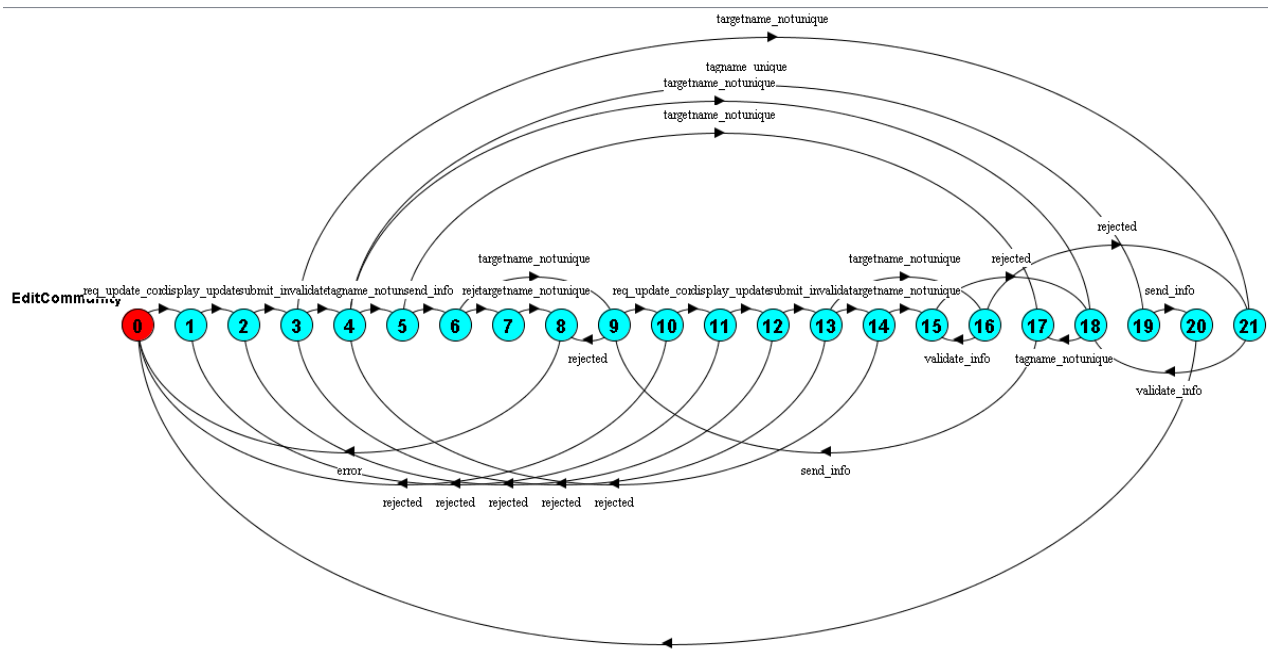 targetname_notunique
tagname_unique
targetname_notunique
targetname_notunique
rejected
targetname_notunique
targetname_notunique
rejected
EditCommunity
req_update_cordisplay_updatesubmit_invalidatetagname_notunsend_info
rejetargetname_notunique
req_update_cordisplay_updatesubmit_invalidatargetname_notunique
send_info
0 1 2 3 4 5 6 7 8 9 10 11 12 13 14 15 16 17 18 19 20 21
rejected
validate_info
tagname_notunique
validate_info
error
send_info
rejected rejected rejected rejected rejected